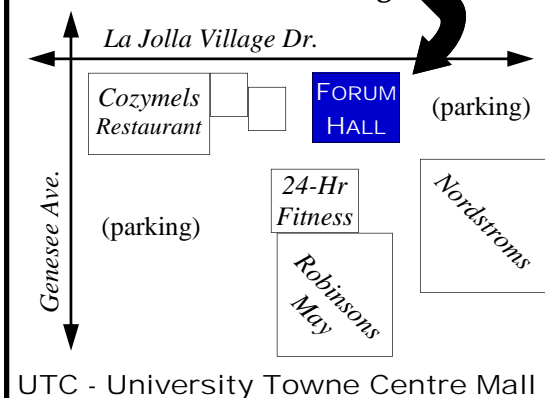 La Jolla Village Dr.
Cozymels
Restaurant
FORUM
HALL
(parking)
Genesee Ave.
(parking)
24-Hr
Fitness
Nordstroms
Robinsons
May
UTC - University Towne Centre Mall